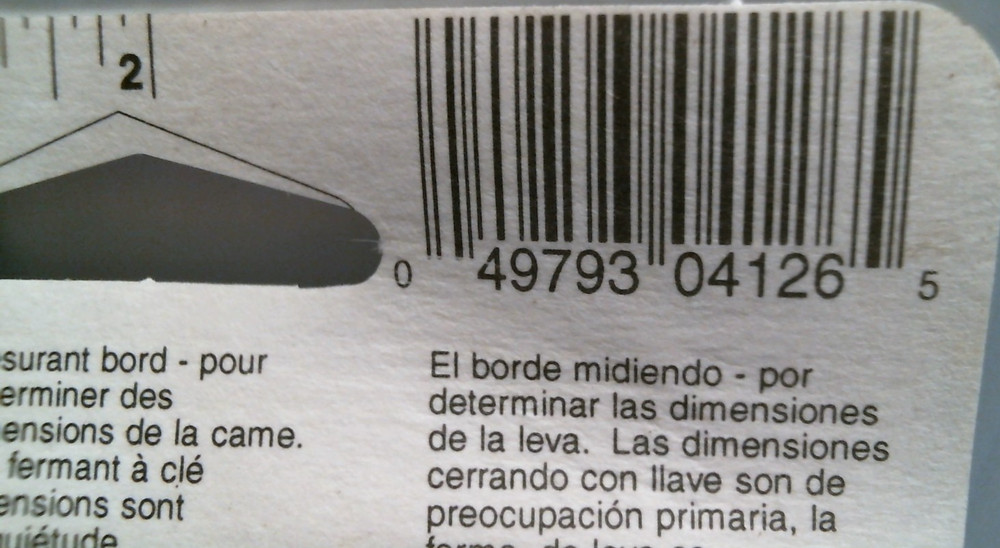 2
0 49793 04126 5
surant bord - pour
erminer des
ensions de la came.
fermant à clé
ensions sont
quiétude
El borde midiendo - por
determinar las dimensiones
de la leva. Las dimensiones
cerrando con llave son de
preocupación primaria, la